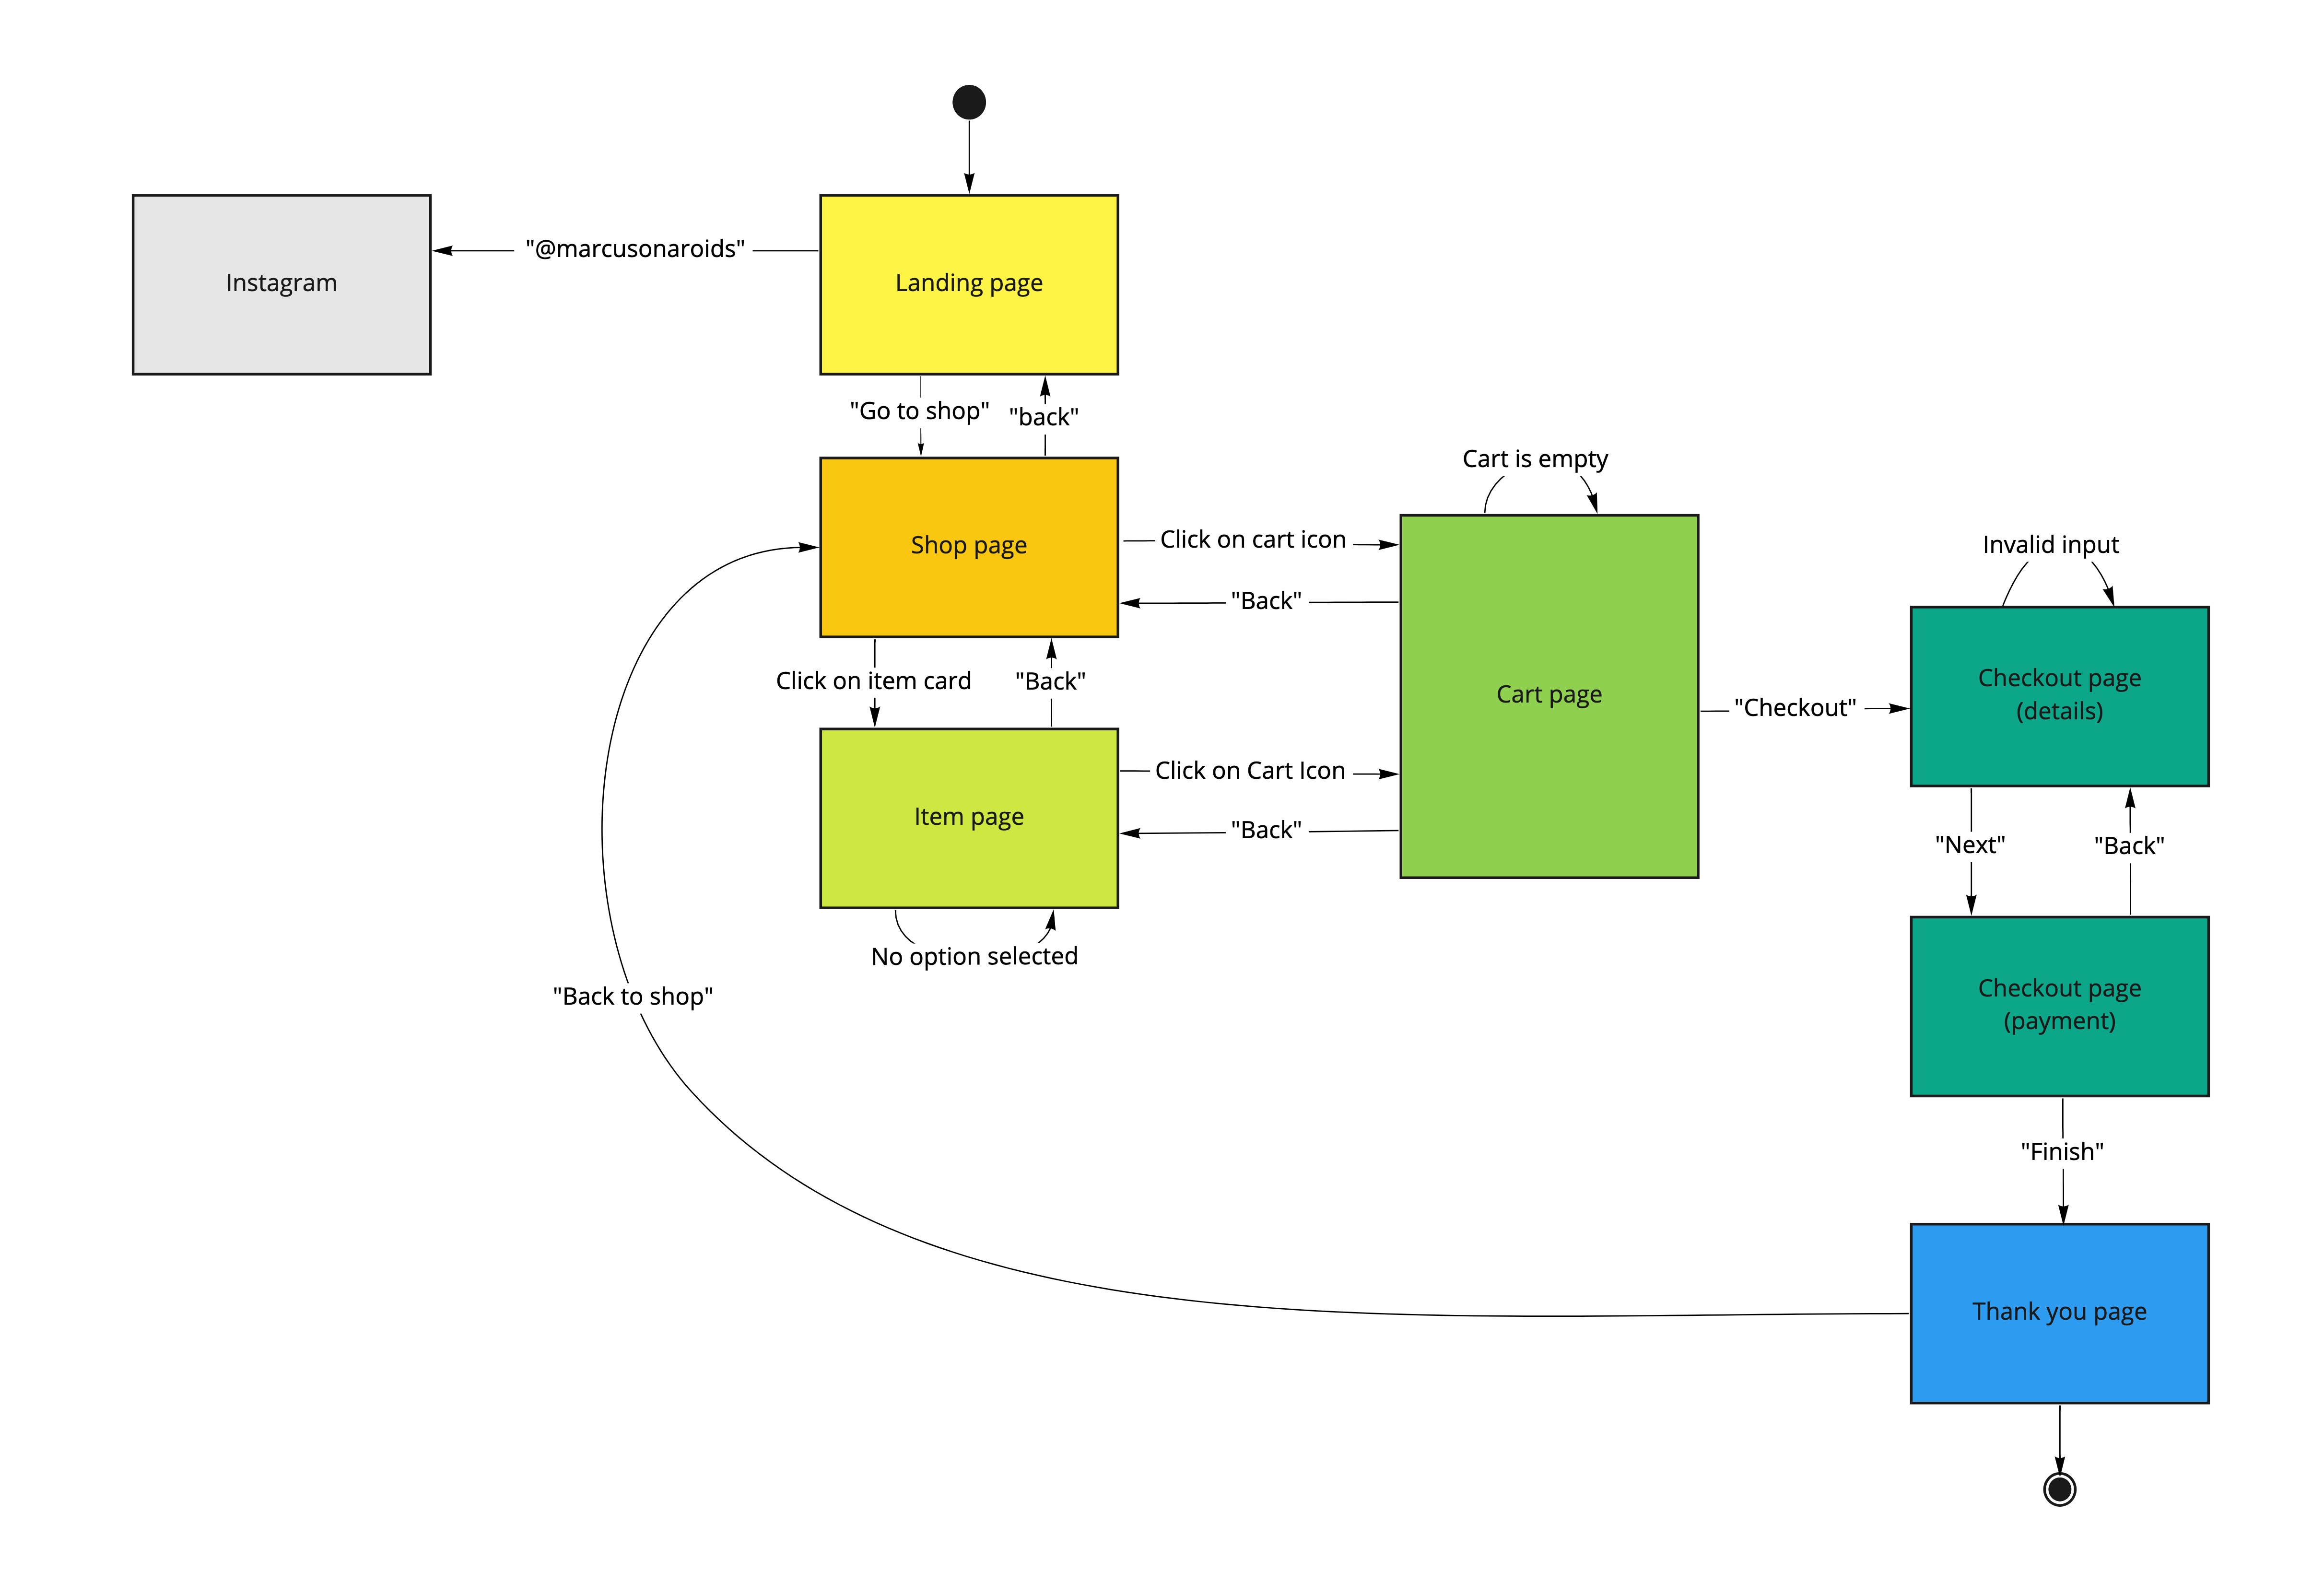 Instagram
"@marcusonaroids"
Landing page
"Go to shop"
"back"
Shop page
Click on cart icon
"Back"
Cart is empty
Cart page
Invalid input
Checkout page
(details)
"Checkout"
Click on item card
"Back"
Item page
Click on Cart Icon
"Back"
No option selected
"Next"
"Back"
Checkout page
(payment)
"Back to shop"
"Finish"
Thank you page